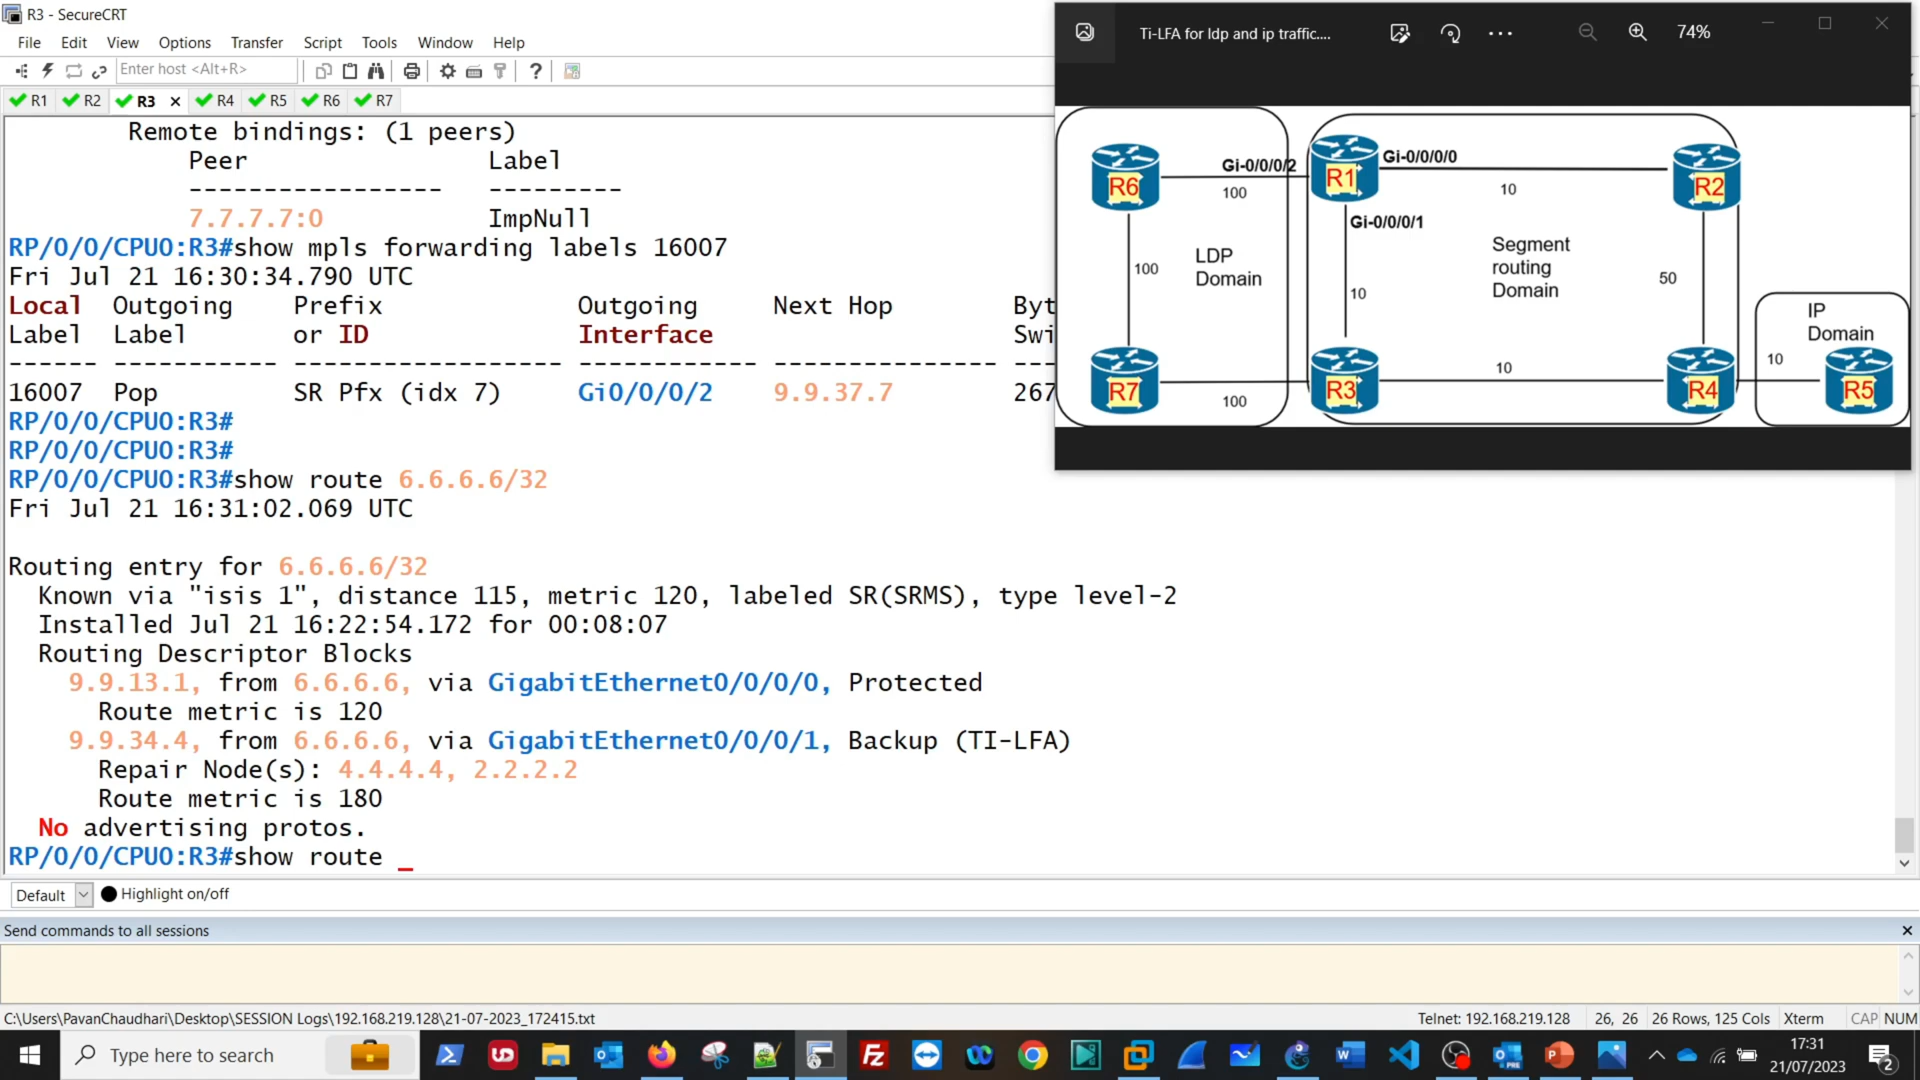 R3 - SecureCRT
File Edit View Options Transfer Script Tools Window Help
Enter host <Alt+R>
R1 R2 R3 × R4 R5 R6 R7
Remote bindings: (1 peers)
Peer Label
----------------- ---------
7.7.7.7:0 ImpNull
RP/0/0/CPU0:R3#show mpls forwarding labels 16007
Fri Jul 21 16:30:34.790 UTC
Local Outgoing Prefix Outgoing Next Hop Byt
Label Label or ID Interface Swi
------ ----------- ------------------ ------------ --------------- ---
16007 Pop SR Pfx (idx 7) Gi0/0/0/2 9.9.37.7 267
RP/0/0/CPU0:R3#
RP/0/0/CPU0:R3#
RP/0/0/CPU0:R3#show route 6.6.6.6/32
Fri Jul 21 16:31:02.069 UTC
Routing entry for 6.6.6.6/32
Known via "isis 1", distance 115, metric 120, labeled SR(SRMS), type level-2
Installed Jul 21 16:22:54.172 for 00:08:07
Routing Descriptor Blocks
9.9.13.1, from 6.6.6.6, via GigabitEthernet0/0/0/0, Protected
Route metric is 120
9.9.34.4, from 6.6.6.6, via GigabitEthernet0/0/0/1, Backup (TI-LFA)
Repair Node(s): 4.4.4.4, 2.2.2.2
Route metric is 180
No advertising protos.
RP/0/0/CPU0:R3#show route _
Ti-LFA for ldp and ip traffic.... 74%
R6
Gi-0/0/0/2
100
R1
Gi-0/0/0/0
10
R2
Gi-0/0/0/1
100
LDP
Domain
10
Segment
routing
Domain
50
IP
Domain
R7
100
R3
10
R4
10
R5
Default Highlight on/off
Send commands to all sessions
C:\Users\PavanChaudhari\Desktop\SESSION Logs\192.168.219.128\21-07-2023_172415.txt Telnet: 192.168.219.128 26, 26 26 Rows, 125 Cols Xterm CAP NUM
Type here to search
17:31
21/07/2023
2